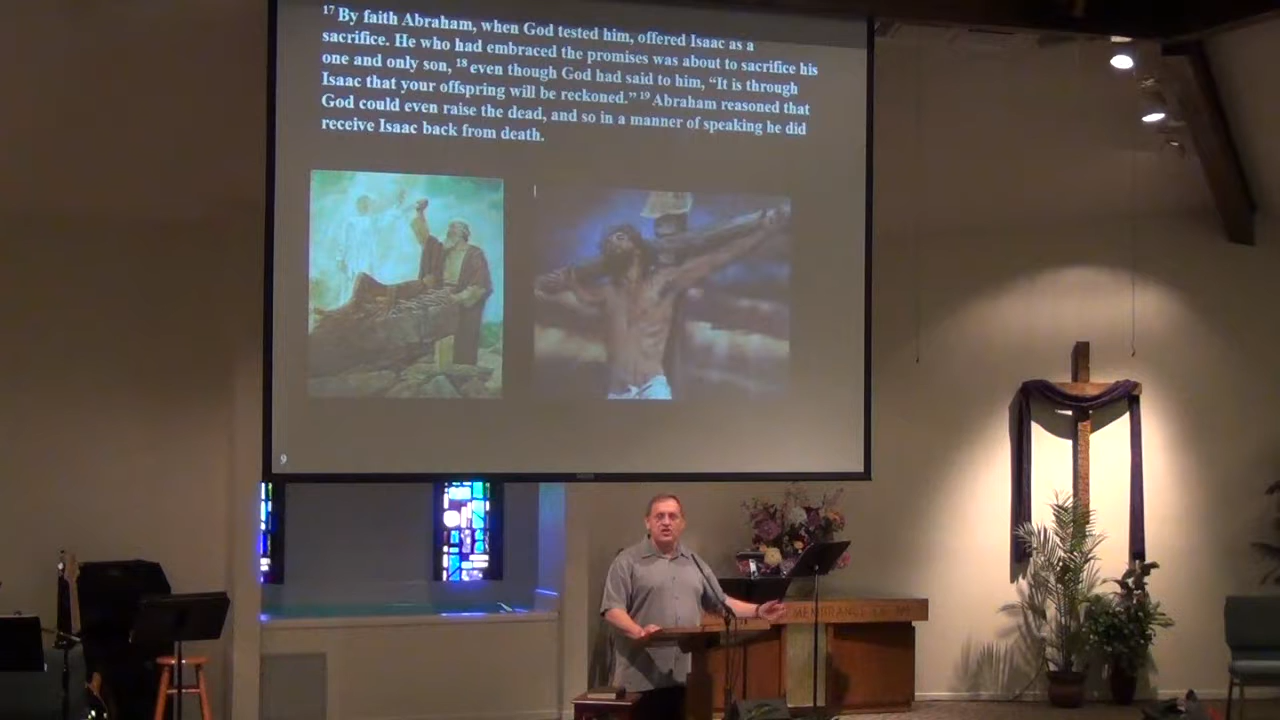 17 By faith Abraham, when God tested him, offered Isaac as a
sacrifice. He who had embraced the promises was about to sacrifice his
one and only son, 18 even though God had said to him, “It is through
Isaac that your offspring will be reckoned.” 19 Abraham reasoned that
God could even raise the dead, and so in a manner of speaking he did
receive Isaac back from death.
9